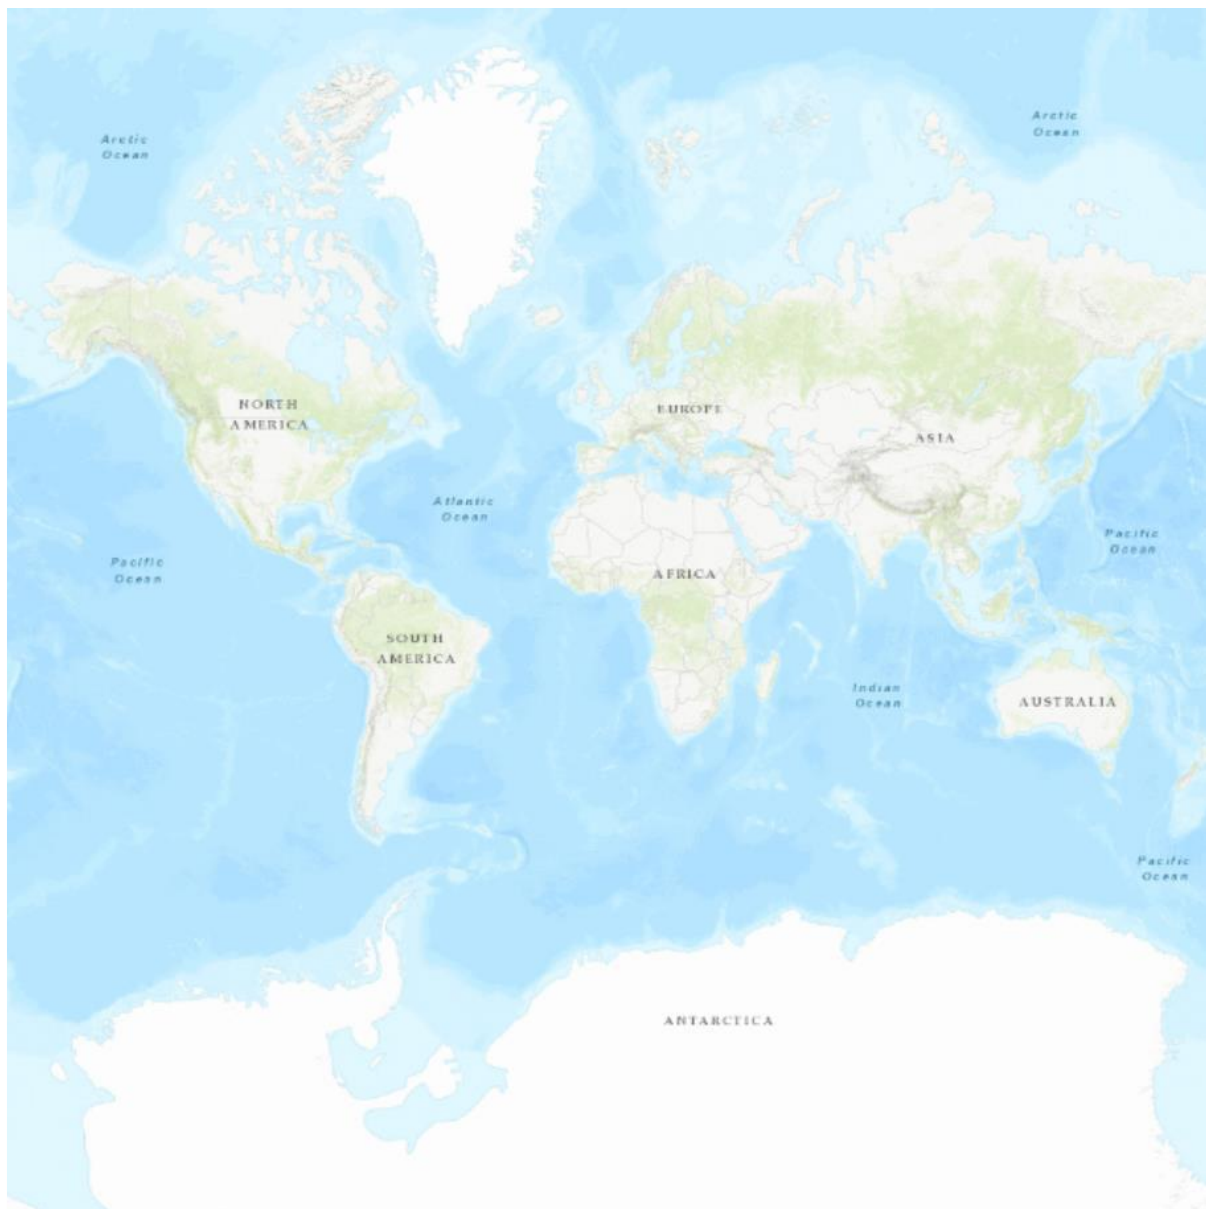 Arctic
Ocean
Arctic
Ocean
NORTH
AMERICA
EUROPE
ASIA
Atlantic
Ocean
Pacific
Ocean
Pacific
Ocean
AFRICA
SOUTH
AMERICA
Indian
Ocean
AUSTRALIA
Pacific
Ocean
ANTARCTICA